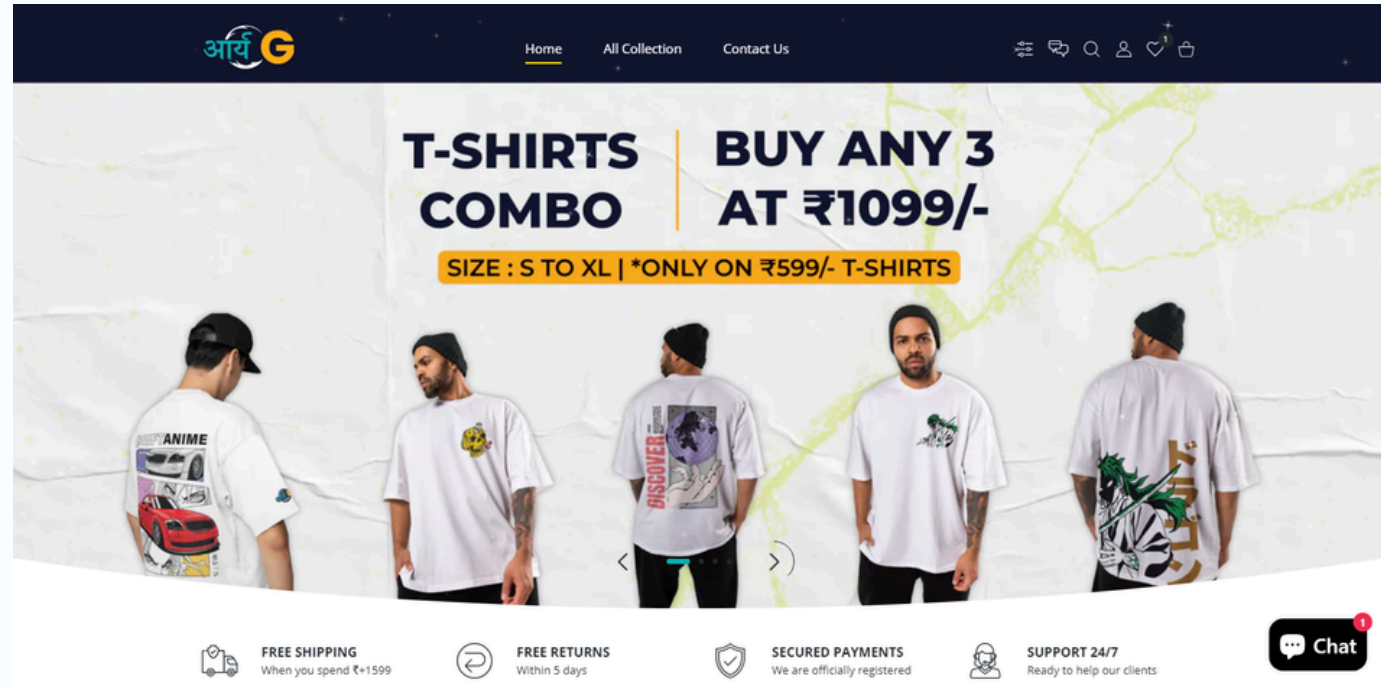 आर्य G
Home
All Collection
Contact Us
1
T-SHIRTS
COMBO
BUY ANY 3
AT ₹1099/-
SIZE : S TO XL | *ONLY ON ₹599/- T-SHIRTS
ANIME
DISCOVER
FREE SHIPPING
When you spend ₹+1599
FREE RETURNS
Within 5 days
SECURED PAYMENTS
We are officially registered
SUPPORT 24/7
Ready to help our clients
Chat
1